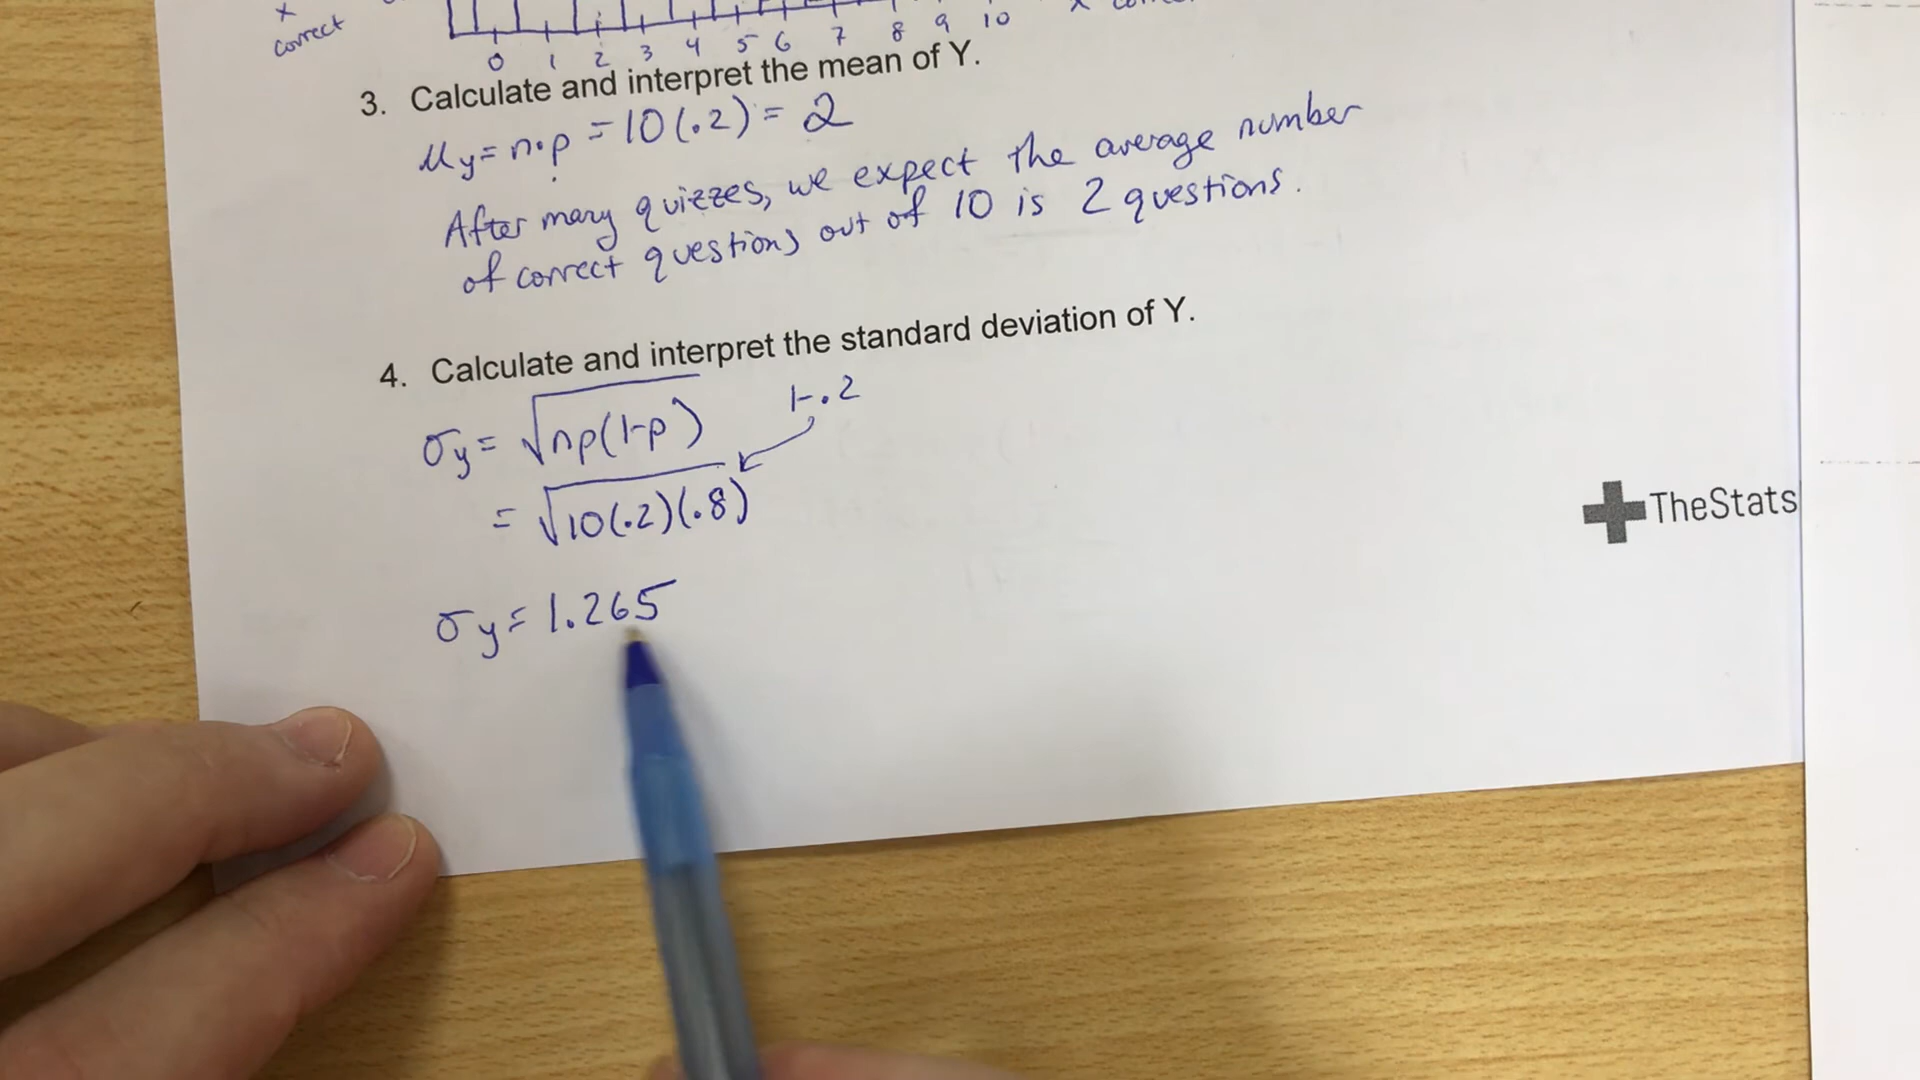 x
correct
0 1 2 3 4 5 6 7 8 9 10 x
3. Calculate and interpret the mean of Y.
μy = n·p = 10(.2) = 2
After many quizzes, we expect the average number
of correct questions out of 10 is 2 questions.
4. Calculate and interpret the standard deviation of Y.
σy = √np(1-p)
1-.2
= √10(.2)(.8)
σy = 1.265
TheStats